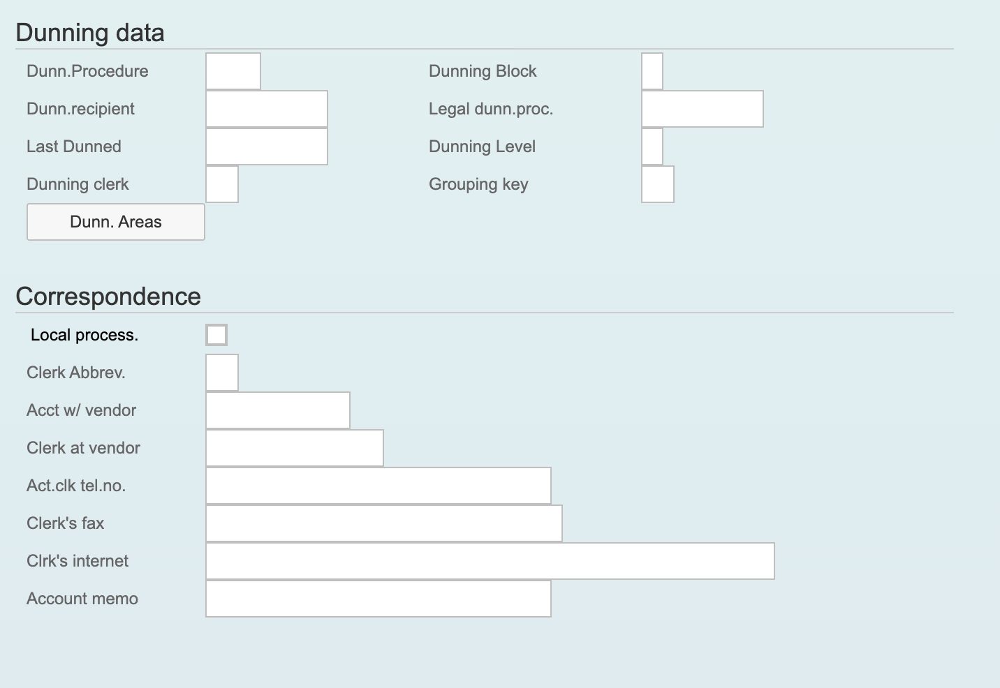 Dunning data
Dunn.Procedure
Dunning Block
Dunn.recipient
Legal dunn.proc.
Last Dunned
Dunning Level
Dunning clerk
Grouping key
Dunn. Areas
Correspondence
Local process.
Clerk Abbrev.
Acct w/ vendor
Clerk at vendor
Act.clk tel.no.
Clerk's fax
Clrk's internet
Account memo